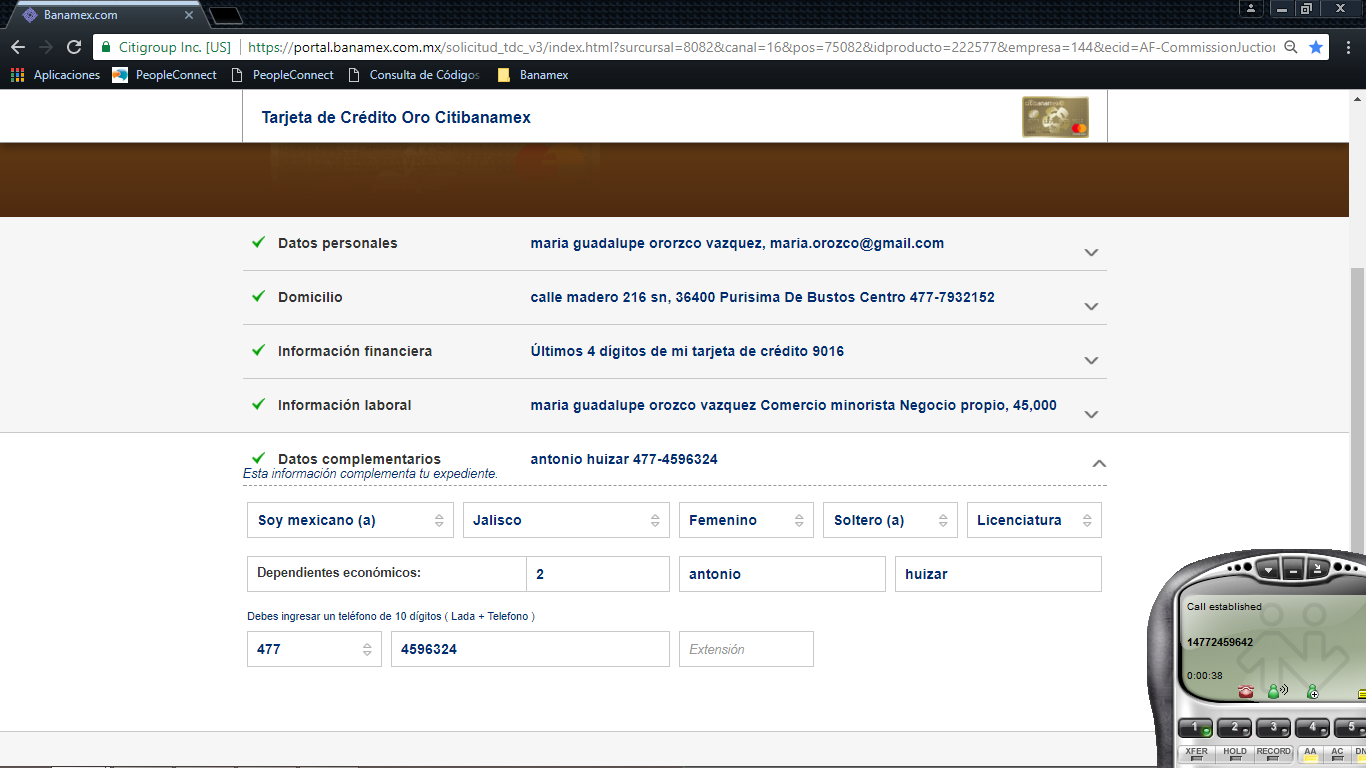 Banamex.com
Citigroup Inc. [US] https://portal.banamex.com.mx/solicitud_tdc_v3/index.html?surcursal=8082&canal=16&pos=75082&idproducto=222577&empresa=144&ecid=AF-CommissionJuction
Aplicaciones PeopleConnect PeopleConnect Consulta de Códigos Banamex
Tarjeta de Crédito Oro Citibanamex
Datos personales maria guadalupe ororzco vazquez, maria.orozco@gmail.com
Domicilio calle madero 216 sn, 36400 Purisima De Bustos Centro 477-7932152
Información financiera Últimos 4 dígitos de mi tarjeta de crédito 9016
Información laboral maria guadalupe orozco vazquez Comercio minorista Negocio propio, 45,000
Datos complementarios antonio huizar 477-4596324
Esta información complementa tu expediente.
Soy mexicano (a) Jalisco Femenino Soltero (a) Licenciatura
Dependientes económicos: 2 antonio huizar
Debes ingresar un teléfono de 10 dígitos ( Lada + Telefono )
477 4596324 Extensión
Call established
14772459642
0:00:38
1 2 3 4 5
XFER HOLD RECORD AA AC DN